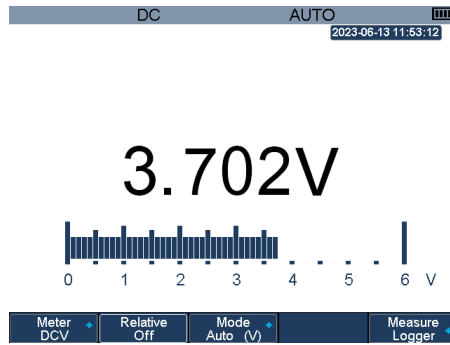 DC AUTO
2023-06-13 11:53:12
3.702V
0 1 2 3 4 5 6 V
Meter Relative Mode Measure
DCV Off Auto (V) Logger